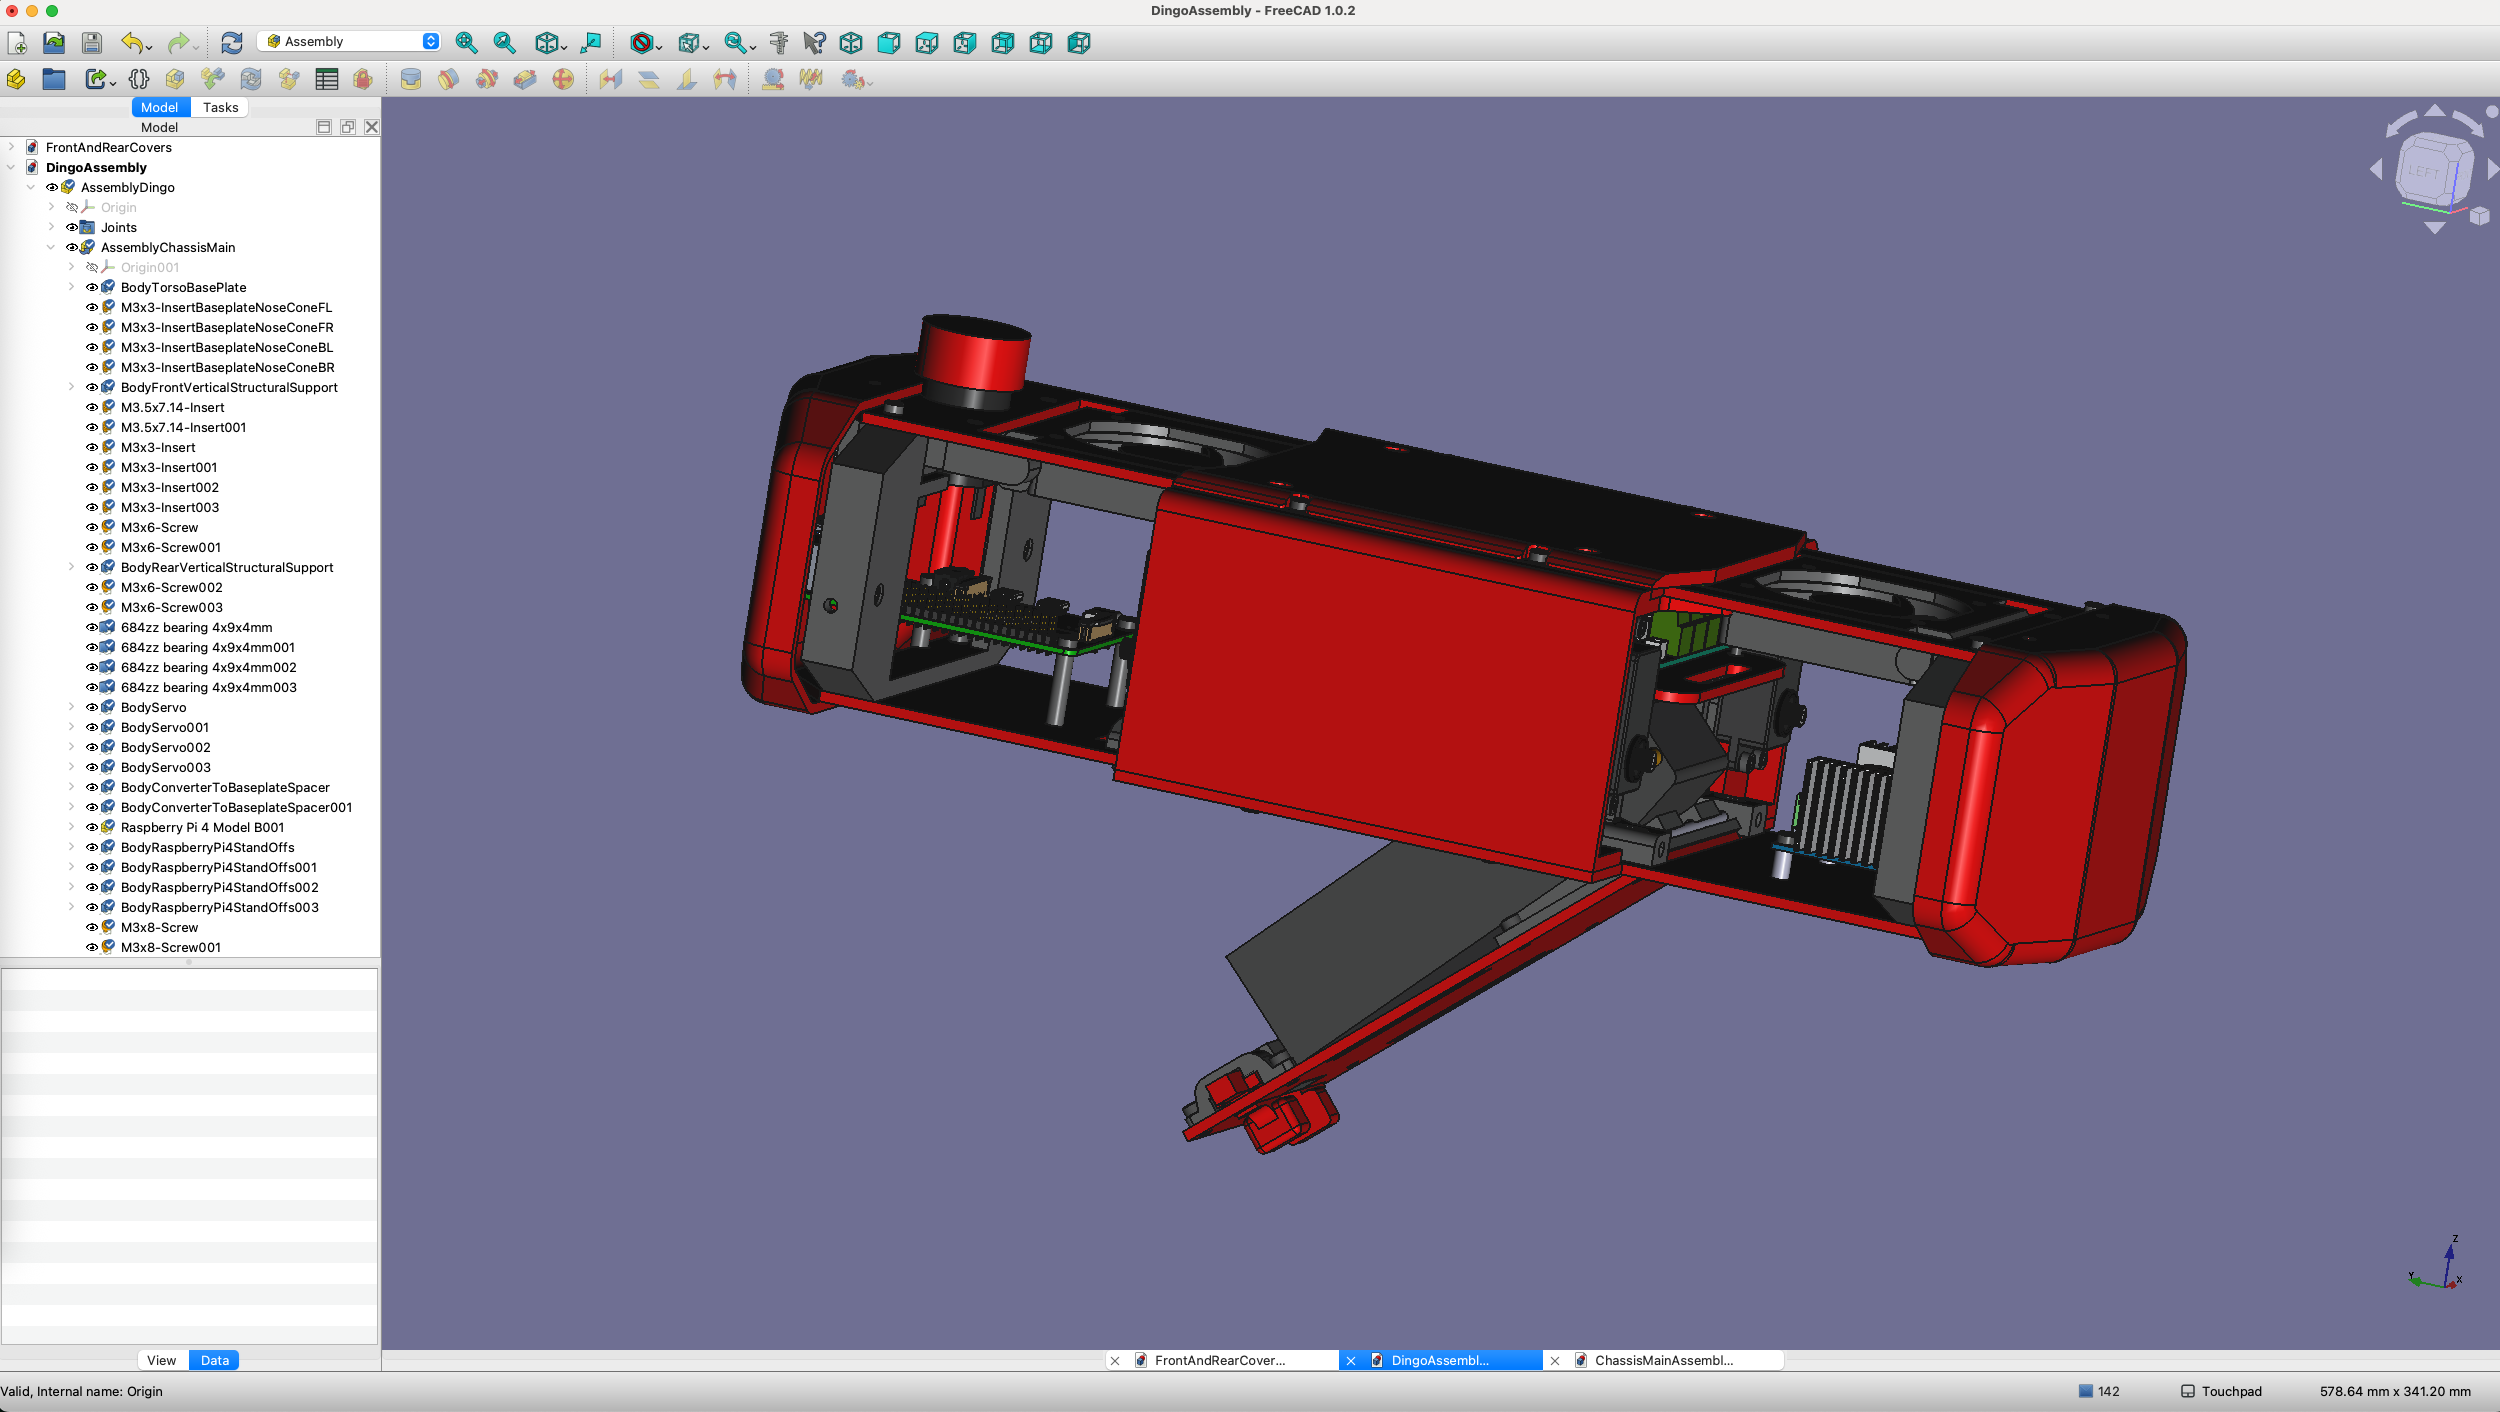 DingoAssembly - FreeCAD 1.0.2
Assembly
Model
Tasks
Model
FrontAndRearCovers
DingoAssembly
AssemblyDingo
Origin
Joints
AssemblyChassisMain
Origin001
BodyTorsoBasePlate
M3x3-InsertBaseplateNoseConeFL
M3x3-InsertBaseplateNoseConeFR
M3x3-InsertBaseplateNoseConeBL
M3x3-InsertBaseplateNoseConeBR
BodyFrontVerticalStructuralSupport
M3.5x7.14-Insert
M3.5x7.14-Insert001
M3x3-Insert
M3x3-Insert001
M3x3-Insert002
M3x3-Insert003
M3x6-Screw
M3x6-Screw001
BodyRearVerticalStructuralSupport
M3x6-Screw002
M3x6-Screw003
684zz bearing 4x9x4mm
684zz bearing 4x9x4mm001
684zz bearing 4x9x4mm002
684zz bearing 4x9x4mm003
BodyServo
BodyServo001
BodyServo002
BodyServo003
BodyConverterToBaseplateSpacer
BodyConverterToBaseplateSpacer001
Raspberry Pi 4 Model B001
BodyRaspberryPi4StandOffs
BodyRaspberryPi4StandOffs001
BodyRaspberryPi4StandOffs002
BodyRaspberryPi4StandOffs003
M3x8-Screw
M3x8-Screw001
LEFT
Z
Y
X
View
Data
FrontAndRearCover...
DingoAssembl...
ChassisMainAssembl...
Valid, Internal name: Origin
142
Touchpad
578.64 mm x 341.20 mm